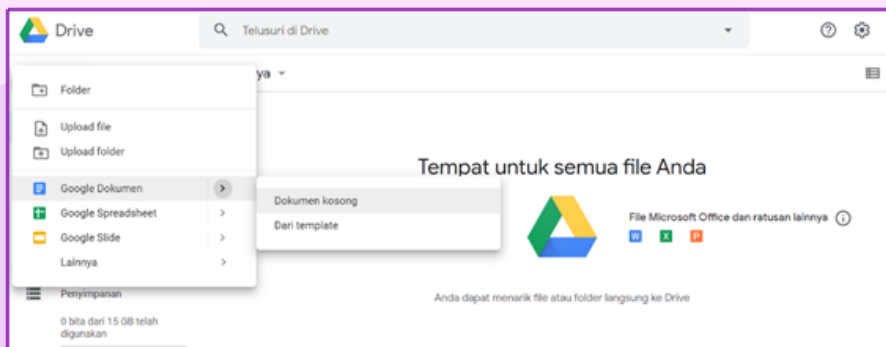 Drive
Telusuri di Drive
ya
Folder
Upload file
Upload folder
Google Dokumen
Google Spreadsheet
Google Slide
Lainnya
Dokumen kosong
Dari template
Tempat untuk semua file Anda
File Microsoft Office dan ratusan lainnya
W X P
Anda dapat menarik file atau folder langsung ke Drive
Penyimpanan
0 bita dari 15 GB telah
digunakan